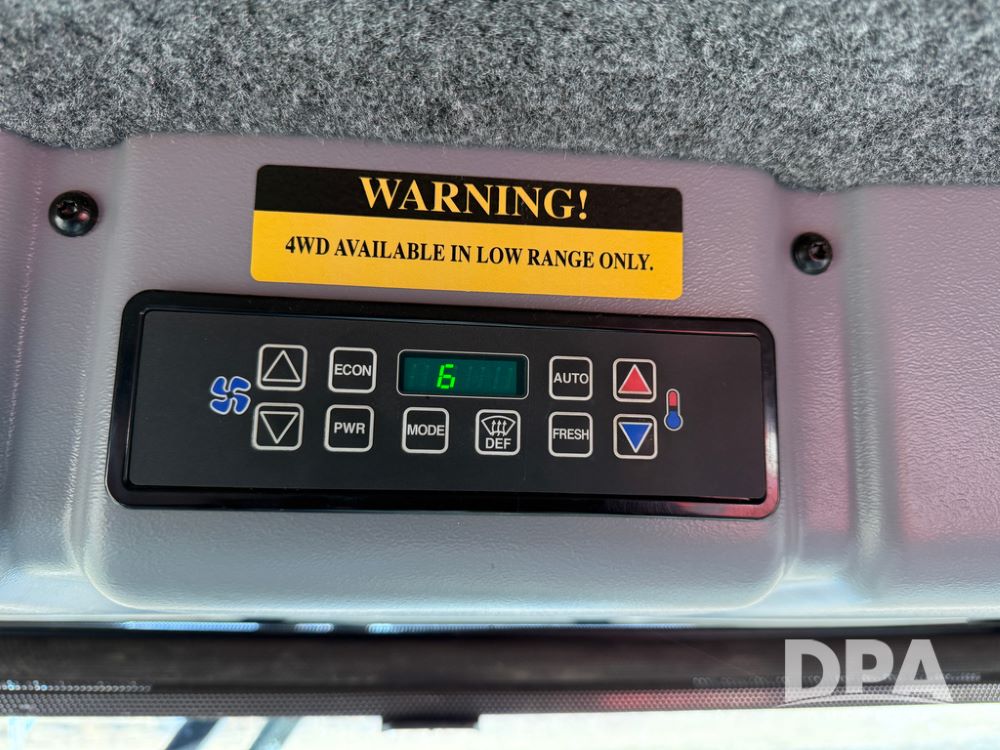 WARNING!
4WD AVAILABLE IN LOW RANGE ONLY.
ECON
6
AUTO
PWR
MODE
DEF
FRESH
DPA